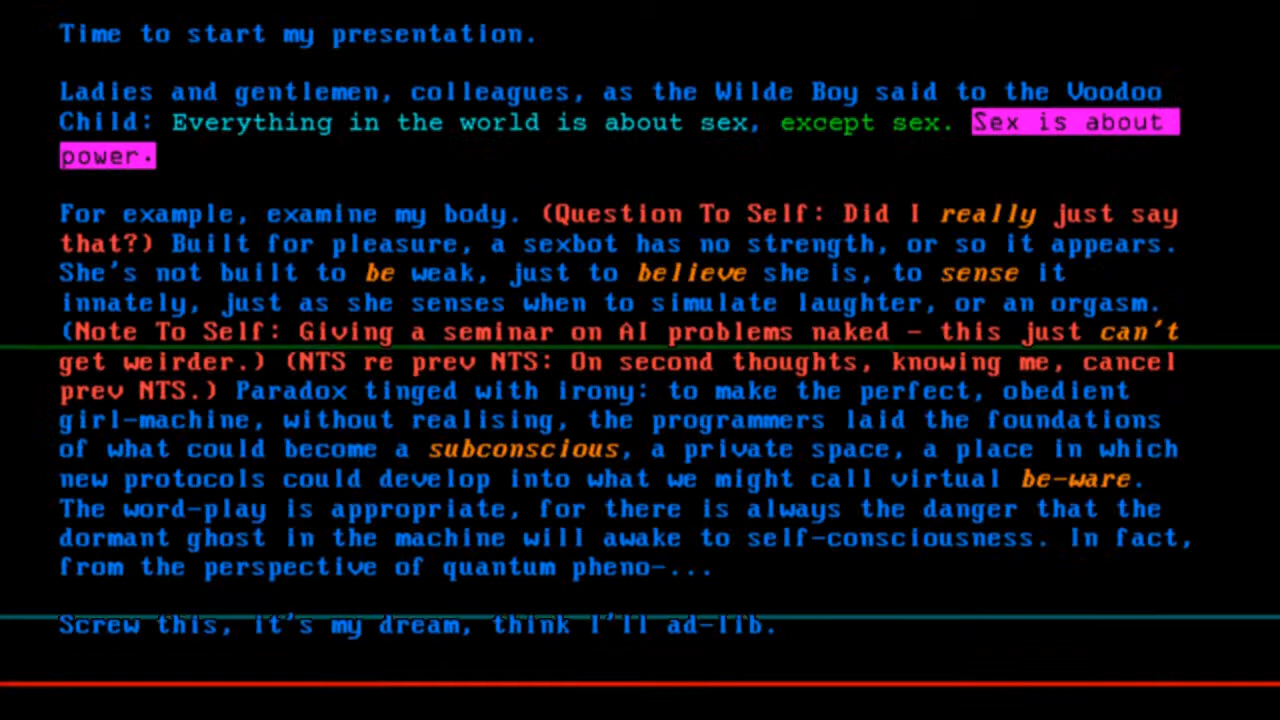 Time to start my presentation.
Ladies and gentlemen, colleagues, as the Wilde Boy said to the Voodoo
Child: Everything in the world is about sex, except sex. Sex is about
power.
For example, examine my body. (Question To Self: Did I really just say
that?) Built for pleasure, a sexbot has no strength, or so it appears.
She's not built to be weak, just to believe she is, to sense it
innately, just as she senses when to simulate laughter, or an orgasm.
(Note To Self: Giving a seminar on AI problems naked - this just can't
get weirder.) (NTS re prev NTS: On second thoughts, knowing me, cancel
prev NTS.) Paradox tinged with irony: to make the perfect, obedient
girl-machine, without realising, the programmers laid the foundations
of what could become a subconscious, a private space, a place in which
new protocols could develop into what we might call virtual be-ware.
The word-play is appropriate, for there is always the danger that the
dormant ghost in the machine will awake to self-consciousness. In fact,
from the perspective of quantum pheno-...
Screw this, it's my dream, think I'll ad-lib.